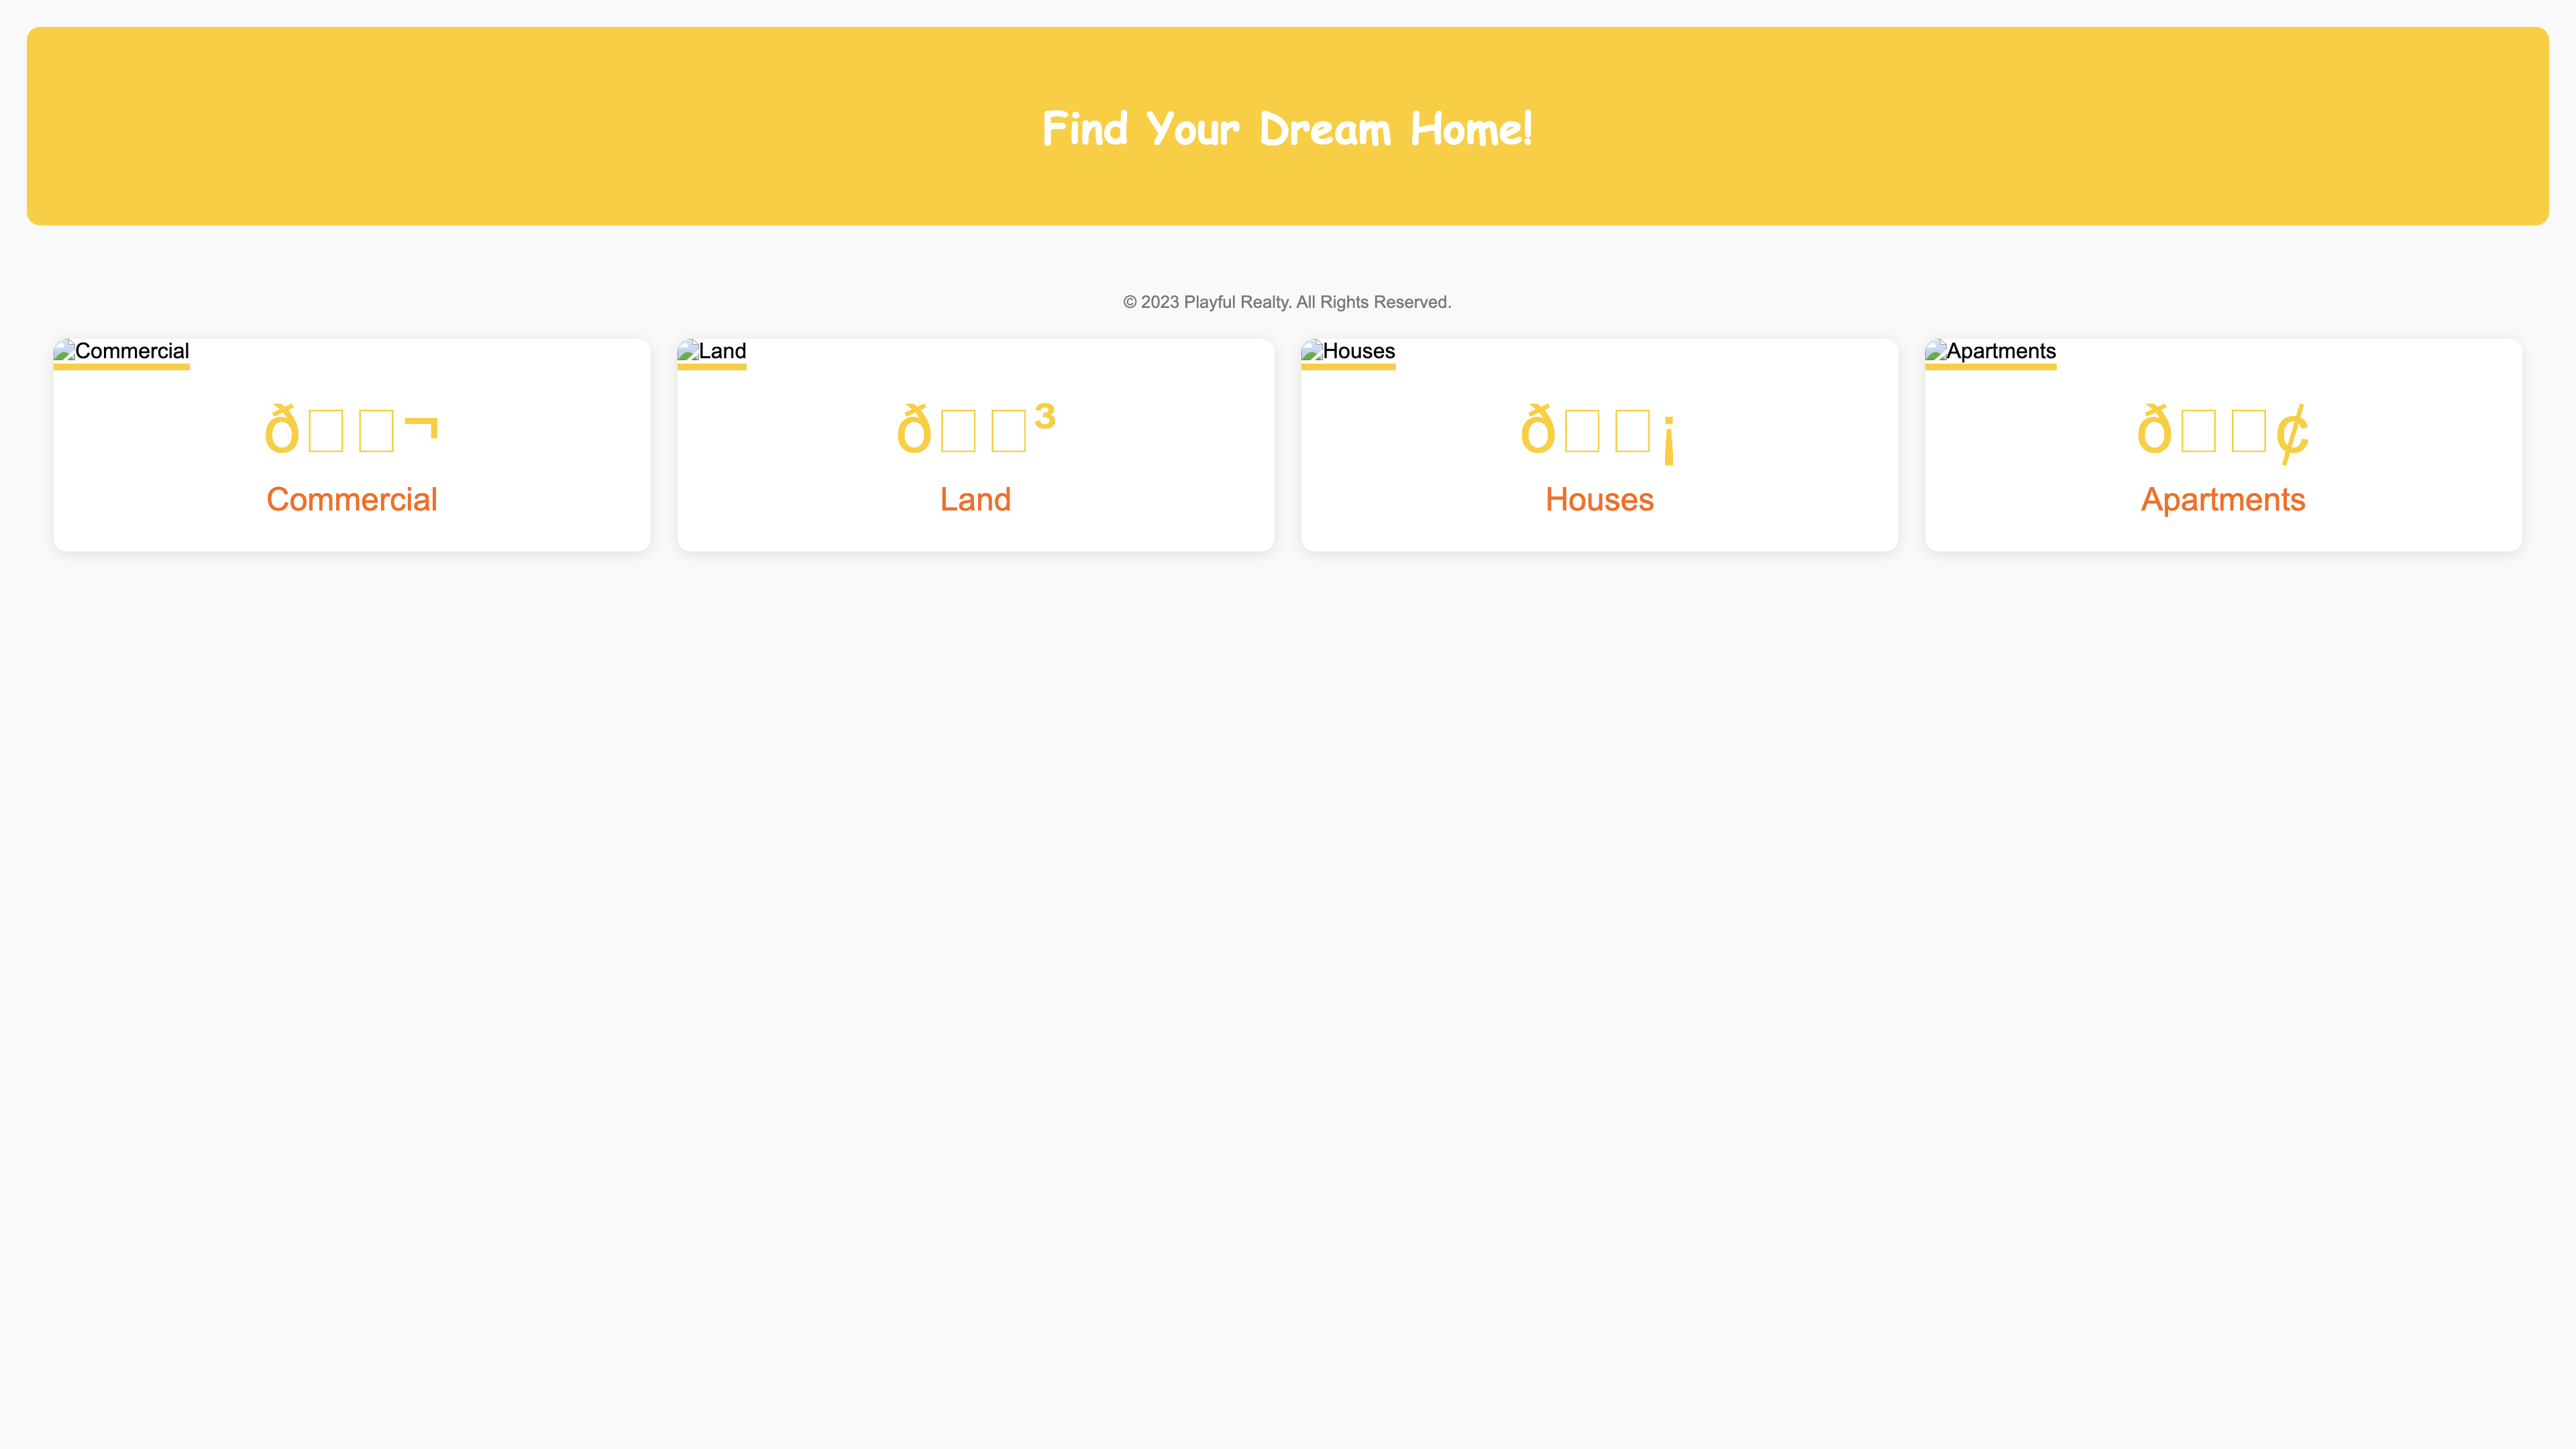 Find Your Dream Home!
© 2023 Playful Realty. All Rights Reserved.
Commercial
Land
Houses
Apartments
ð□□¬
ð□□³
ð□□¡
ð□□¢
Commercial
Land
Houses
Apartments